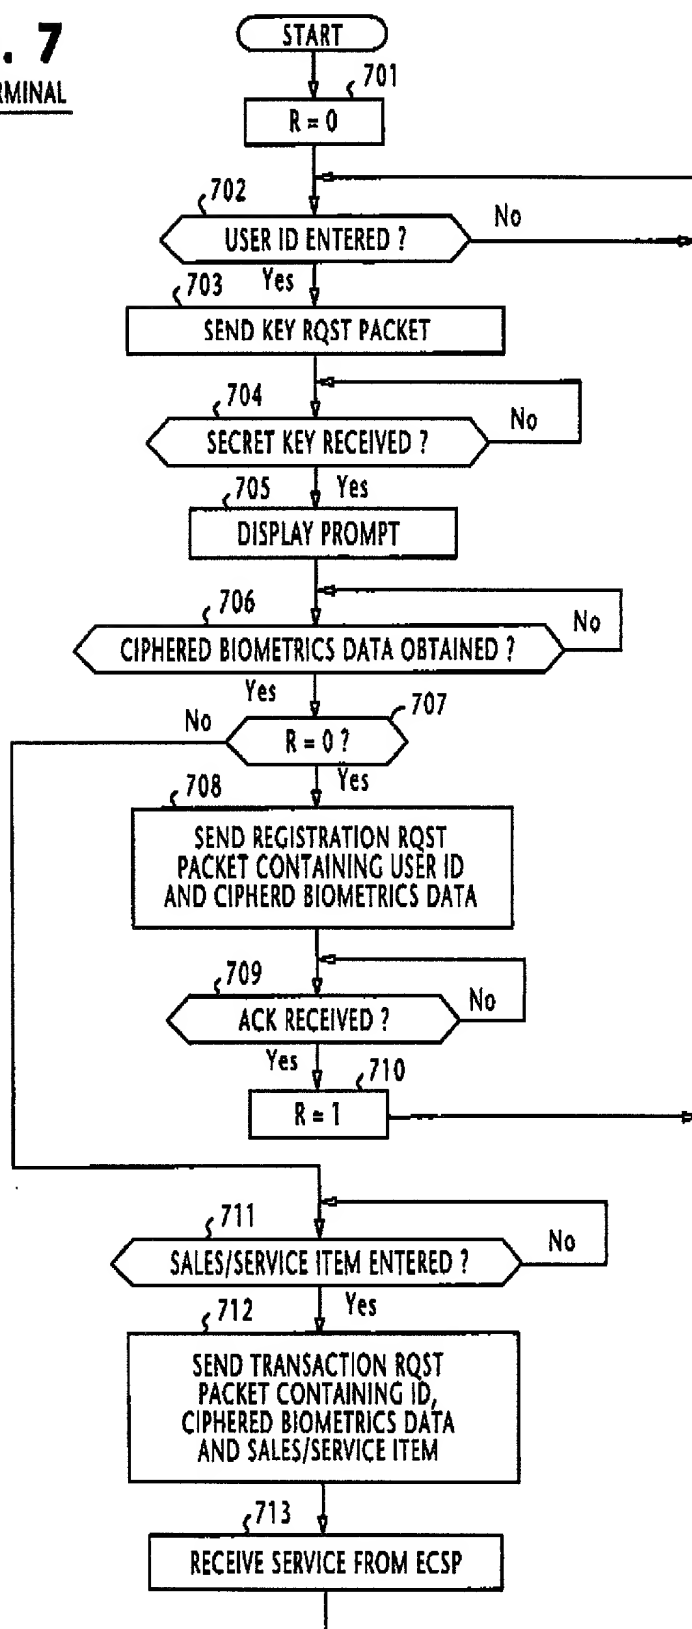 . 7
RMINAL
START
701
R = 0
702
USER ID ENTERED ?
No
Yes
703
SEND KEY RQST PACKET
704
SECRET KEY RECEIVED ?
No
Yes
705
DISPLAY PROMPT
706
CIPHERED BIOMETRICS DATA OBTAINED ?
No
Yes
707
No
R = 0 ?
Yes
708
SEND REGISTRATION RQST
PACKET CONTAINING USER ID
AND CIPHERD BIOMETRICS DATA
709
ACK RECEIVED ?
No
Yes
710
R = 1
711
SALES/SERVICE ITEM ENTERED ?
No
Yes
712
SEND TRANSACTION RQST
PACKET CONTAINING ID,
CIPHERED BIOMETRICS DATA
AND SALES/SERVICE ITEM
713
RECEIVE SERVICE FROM ECSP